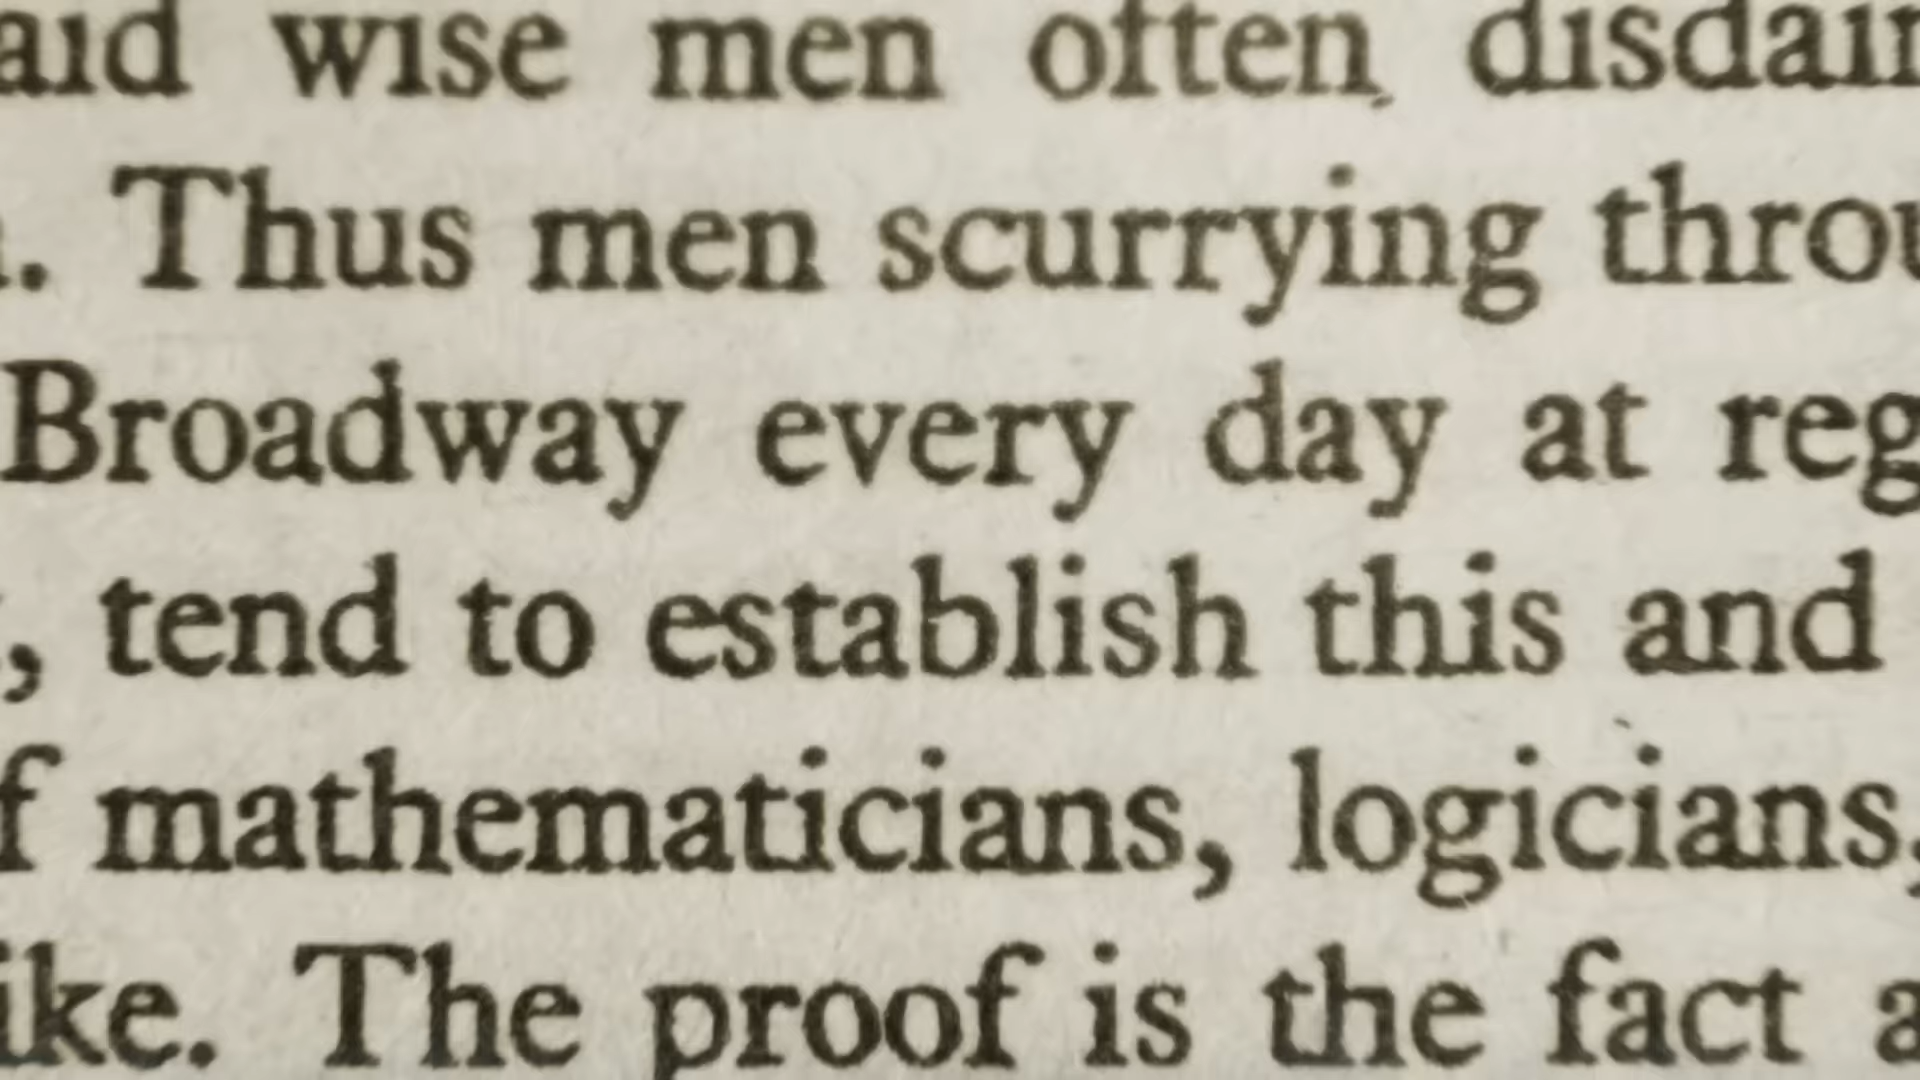 aid wise men often disdain
. Thus men scurrying throu
Broadway every day at reg
, tend to establish this and
f mathematicians, logicians,
ike. The proof is the fact a